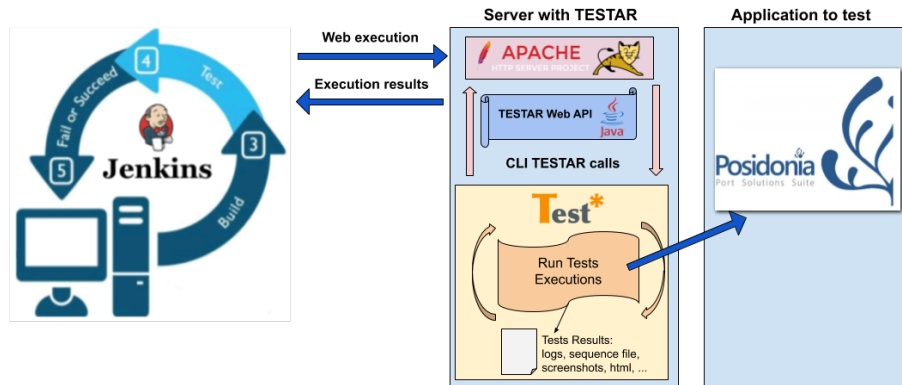 Server with TESTAR
Application to test
Web execution
Execution results
4
Test
3
Build
Fail or Succeed
5
Jenkins
APACHE
HTTP SERVER PROJECT
TESTAR Web API
Java
CLI TESTAR calls
Test*
Run Tests
Executions
Tests Results:
logs, sequence file,
screenshots, html, ...
Posidonia
Port Solutions Suite